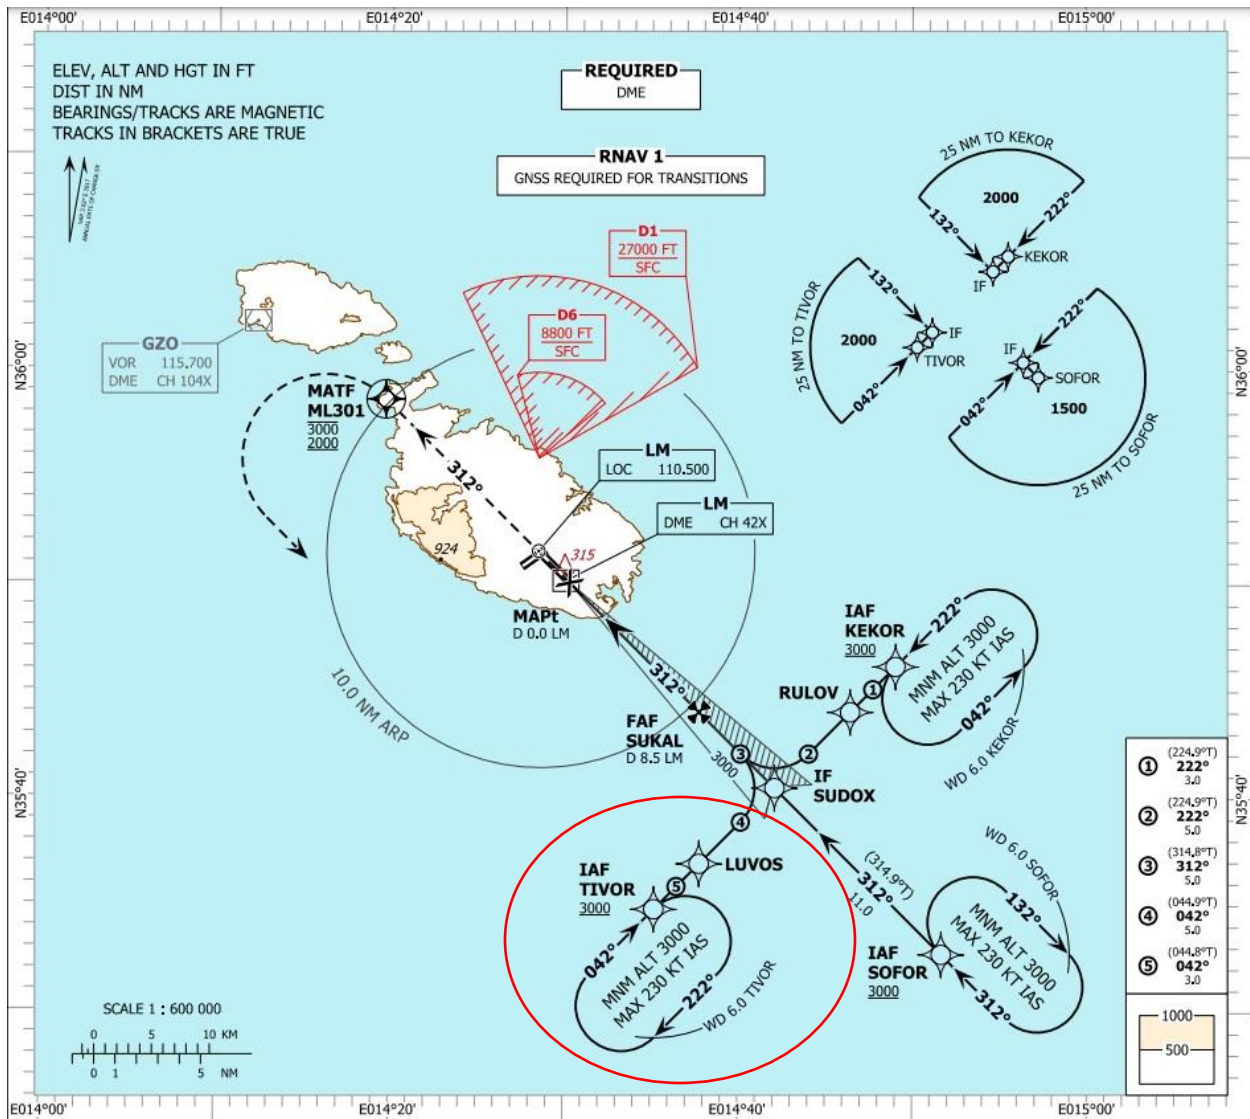 E014°00'
E014°20'
E014°40'
E015°00'
ELEV, ALT AND HGT IN FT
DIST IN NM
BEARINGS/TRACKS ARE MAGNETIC
TRACKS IN BRACKETS ARE TRUE
REQUIRED
DME
RNAV 1
GNSS REQUIRED FOR TRANSITIONS
25 NM TO KEKOR
2000
132°
222°
KEKOR
IF
25 NM TO TIVOR
132°
2000
IF
TIVOR
042°
222°
IF
SOFOR
042°
1500
25 NM TO SOFOR
D1
27000 FT
SFC
D6
8800 FT
SFC
GZO
VOR 115.700
DME CH 104X
N36°00'
N36°00'
MATF
ML301
3000
2000
312°
LM
LOC 110.500
LM
DME CH 42X
924
315
MAPt
D 0.0 LM
10.0 NM ARP
312°
IAF
KEKOR
3000
222°
MNM ALT 3000
MAX 230 KT IAS
042°
WD 6.0 KEKOR
RULOV
1
FAF
SUKAL
D 8.5 LM
3000
3
2
IF
SUDOX
4
N35°40'
N35°40'
LUVOS
IAF
TIVOR
3000
5
042°
MNM ALT 3000
MAX 230 KT IAS
222°
WD 6.0 TIVOR
(314.9°T)
312°
11.0
WD 6.0 SOFOR
132°
MNM ALT 3000
MAX 230 KT IAS
312°
IAF
SOFOR
3000
1 (224.9°T)
222°
3.0
2 (224.9°T)
222°
5.0
3 (314.8°T)
312°
5.0
4 (044.9°T)
042°
5.0
5 (044.8°T)
042°
3.0
1000
500
SCALE 1 : 600 000
0 5 10 KM
0 1 5 NM
E014°00'
E014°20'
E014°40'
E015°00'